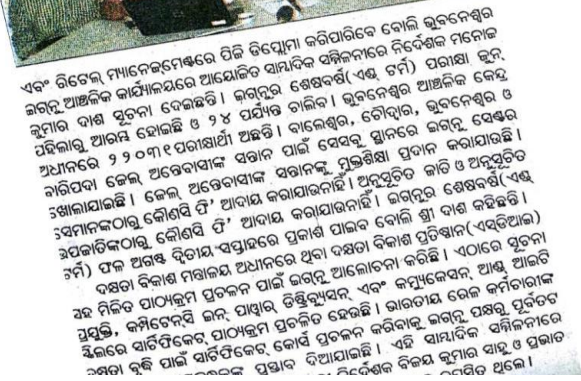 ଏବଂ ରିଟେଲ୍ ମ୍ୟାନେଜ୍‌ମେଣ୍ଟରେ ପିଜି ଡିପ୍ଲୋମା କରିପାରିବେ ବୋଲି ଭୁବନେଶ୍ୱର
ଇଗ୍ନୁ ଆଞ୍ଚଳିକ କାର୍ଯ୍ୟାଳୟରେ ଆୟୋଜିତ ସାମ୍ବାଦିକ ସମ୍ମିଳନୀରେ ନିର୍ଦେଶକ ମନୋଜ
କୁମାର ଦାଶ ସୂଚନା ଦେଇଛନ୍ତି । ଇଗ୍‌ନୁର ଶେଷବର୍ଷ(ଏଣ୍ଡ୍ ଟର୍ମ) ପରୀକ୍ଷା ଜୁନ୍
ପହିଲାରୁ ଆରମ୍ଭ ହୋଇଛି ଓ ୨୪ ପର୍ଯ୍ୟନ୍ତ ଚାଲିବ । ଭୁବନେଶ୍ୱର ଆଞ୍ଚଳିକ କେନ୍ଦ୍ର
ଅଧୀନରେ ୨୨୦୩୧ ପରୀକ୍ଷାର୍ଥୀ ଅଛନ୍ତି । ବାଲେଶ୍ୱର, ଚୌଦ୍ୱାର, ଭୁବନେଶ୍ୱର ଓ
ବାରିପଦା ଜେଲ୍ ଅନ୍ତେବାସୀଙ୍କ ସନ୍ତାନ ପାଇଁ ସେସବୁ ସ୍ଥାନରେ ଇଗ୍‌ନୁ ସେଣ୍ଟର
ଖୋଲାଯାଇଛି । ଜେଲ୍ ଅନ୍ତେବାସୀଙ୍କ ସନ୍ତାନଙ୍କୁ ମୁକ୍ତଶିକ୍ଷା ପ୍ରଦାନ କରାଯାଉଛି ।
ସେମାନଙ୍କଠାରୁ କୌଣସି ଫି' ଆଦାୟ କରାଯାଉନାହିଁ । ଅନୁସୂଚିତ ଜାତି ଓ ଅନୁସୂଚିତ
ଉପଜାତିଙ୍କଠାରୁ କୌଣସି ଫି' ଆଦାୟ କରାଯାଉନାହିଁ । ଇଗ୍‌ନୁର ଶେଷବର୍ଷ(ଏଣ୍ଡ୍
ଟର୍ମ) ଫଳ ଅଗଷ୍ଟ ଦ୍ୱିତୀୟ ସପ୍ତାହରେ ପ୍ରକାଶ ପାଇବ ବୋଲି ଶ୍ରୀ ଦାଶ କହିଛନ୍ତି ।
ଦକ୍ଷତା ବିକାଶ ମନ୍ତ୍ରାଳୟ ଅଧୀନରେ ଥିବା ଦକ୍ଷତା ବିକାଶ ପ୍ରତିଷ୍ଠାନ(ଏସ୍‌ଡିଆଇ)
ସହ ମିଳିତ ପାଠ୍ୟକ୍ରମ ପ୍ରଚଳନ ପାଇଁ ଇଗ୍‌ନୁ ଆଲୋଚନା କରିଛି । ଏଠାରେ ସୂଚନା
ପ୍ରଯୁକ୍ତି, କମ୍ପିଟେନ୍‌ସି ଇନ୍ ପାୱାର୍ ଡିଷ୍ଟ୍ରିବ୍ୟୁସନ୍ ଏବଂ କମ୍ୟୁକେସନ୍ ଆଣ୍ଡ ଆଇଟି
ସ୍କିଲରେ ସାର୍ଟିଫିକେଟ୍ ପାଠ୍ୟକ୍ରମ ପ୍ରଚଳିତ ହେଉଛି । ଭାରତୀୟ ରେଳ କର୍ମଚାରୀଙ୍କ
ଦକ୍ଷତା ବୃଦ୍ଧି ପାଇଁ ସାର୍ଟିଫିକେଟ୍ କୋର୍ସ ପ୍ରଚଳନ କରିବାକୁ ଇଗ୍‌ନୁ ପକ୍ଷରୁ ପୂର୍ବତଟ
ପ୍ରସ୍ତାବ ଦିଆଯାଇଛି । ଏହି ସାମ୍ବାଦିକ ସମ୍ମିଳନୀରେ
ନିର୍ଦେଶକ ବିଜୟ କୁମାର ସାହୁ ଓ ପ୍ରଭାତ
ଥିଲେ ।